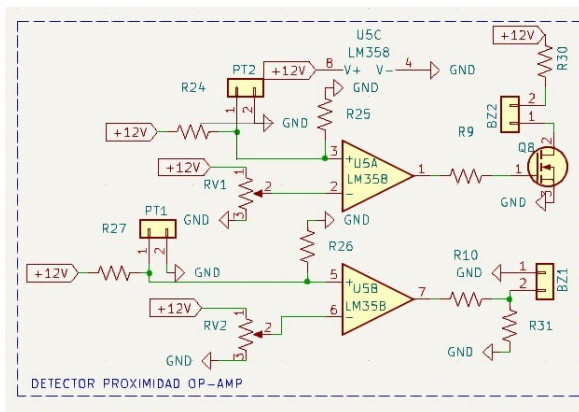 U5C
LM358
+12V
R30
R24
PT2
+12V
8
V+
V-
4
GND
GND
BZ2
2
1
1
2
GND
R25
+12V
R9
Q8
2
3
+
U5A
1
1
+12V
2
-
LM358
3
RV1
1
2
3
GND
GND
PT1
GND
R27
1
2
R26
R10
+12V
GND
GND
1
2
BZ1
5
+
U5B
7
+12V
6
-
LM35B
RV2
1
2
3
R31
GND
GND
DETECTOR PROXIMIDAD OP-AMP